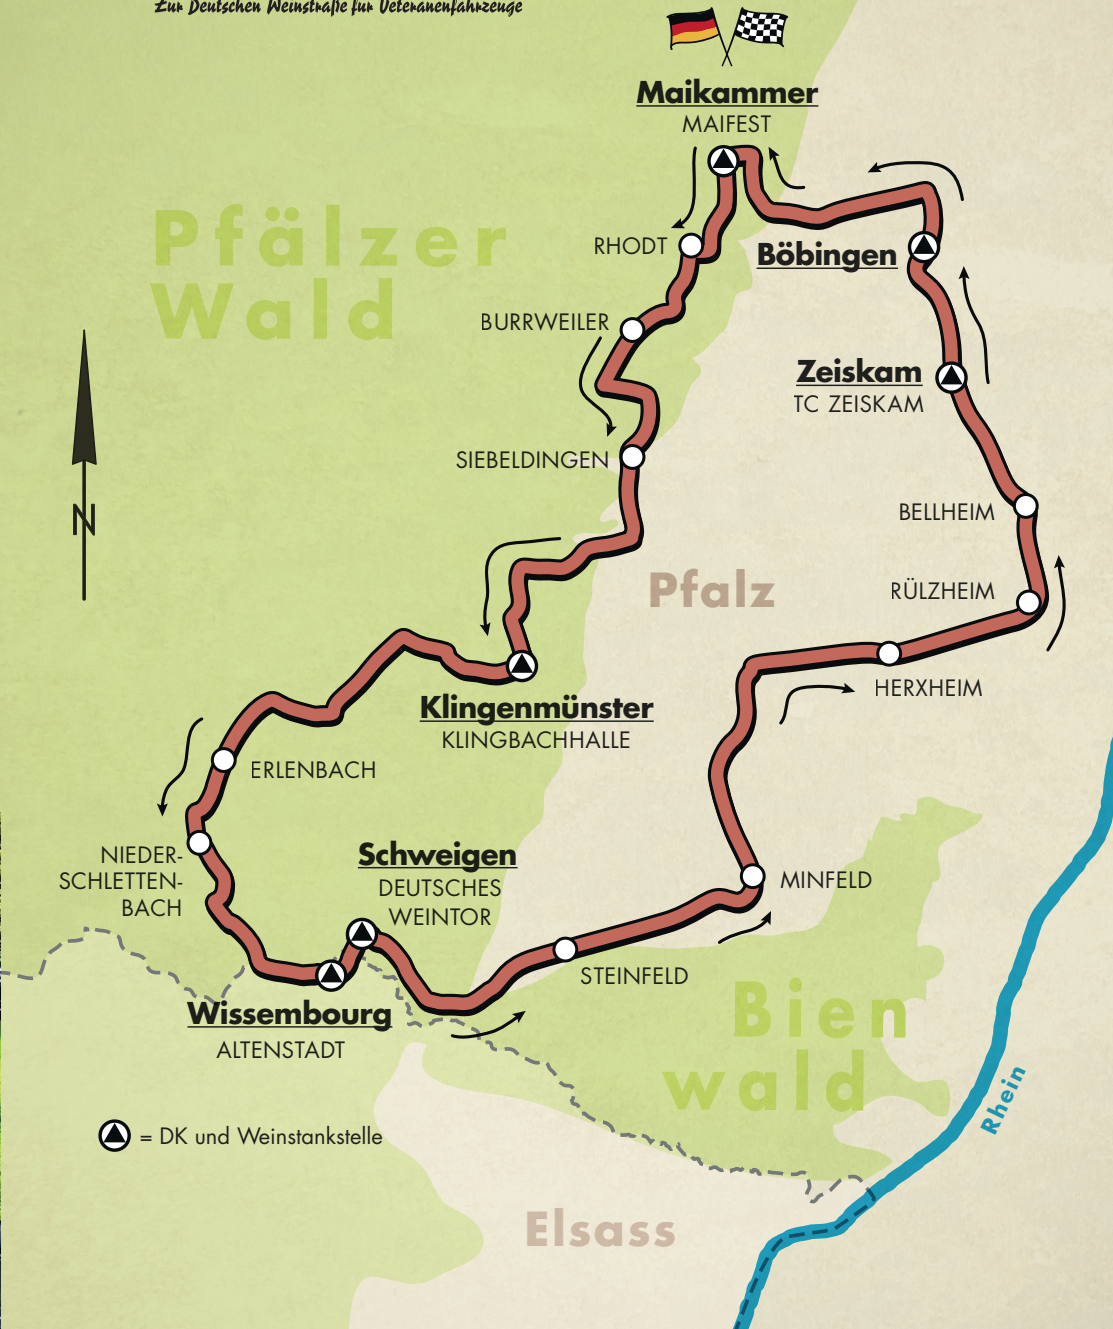 Zur Deutschen Weinstraße für Veteranenfahrzeuge
Maikammer
MAIFEST
Pfälzer
Wald
RHODT
Böbingen
BURRWEILER
Zeiskam
TC ZEISKAM
SIEBELDINGEN
N
BELLHEIM
Pfalz
RÜLZHEIM
HERXHEIM
Klingenmünster
KLINGBACHHALLE
ERLENBACH
NIEDER-
SCHLETTEN-
BACH
Schweigen
DEUTSCHES
WEINTOR
MINFELD
STEINFELD
Wissembourg
ALTENSTADT
Bien
wald
Rhein
= DK und Weinstankstelle
Elsass